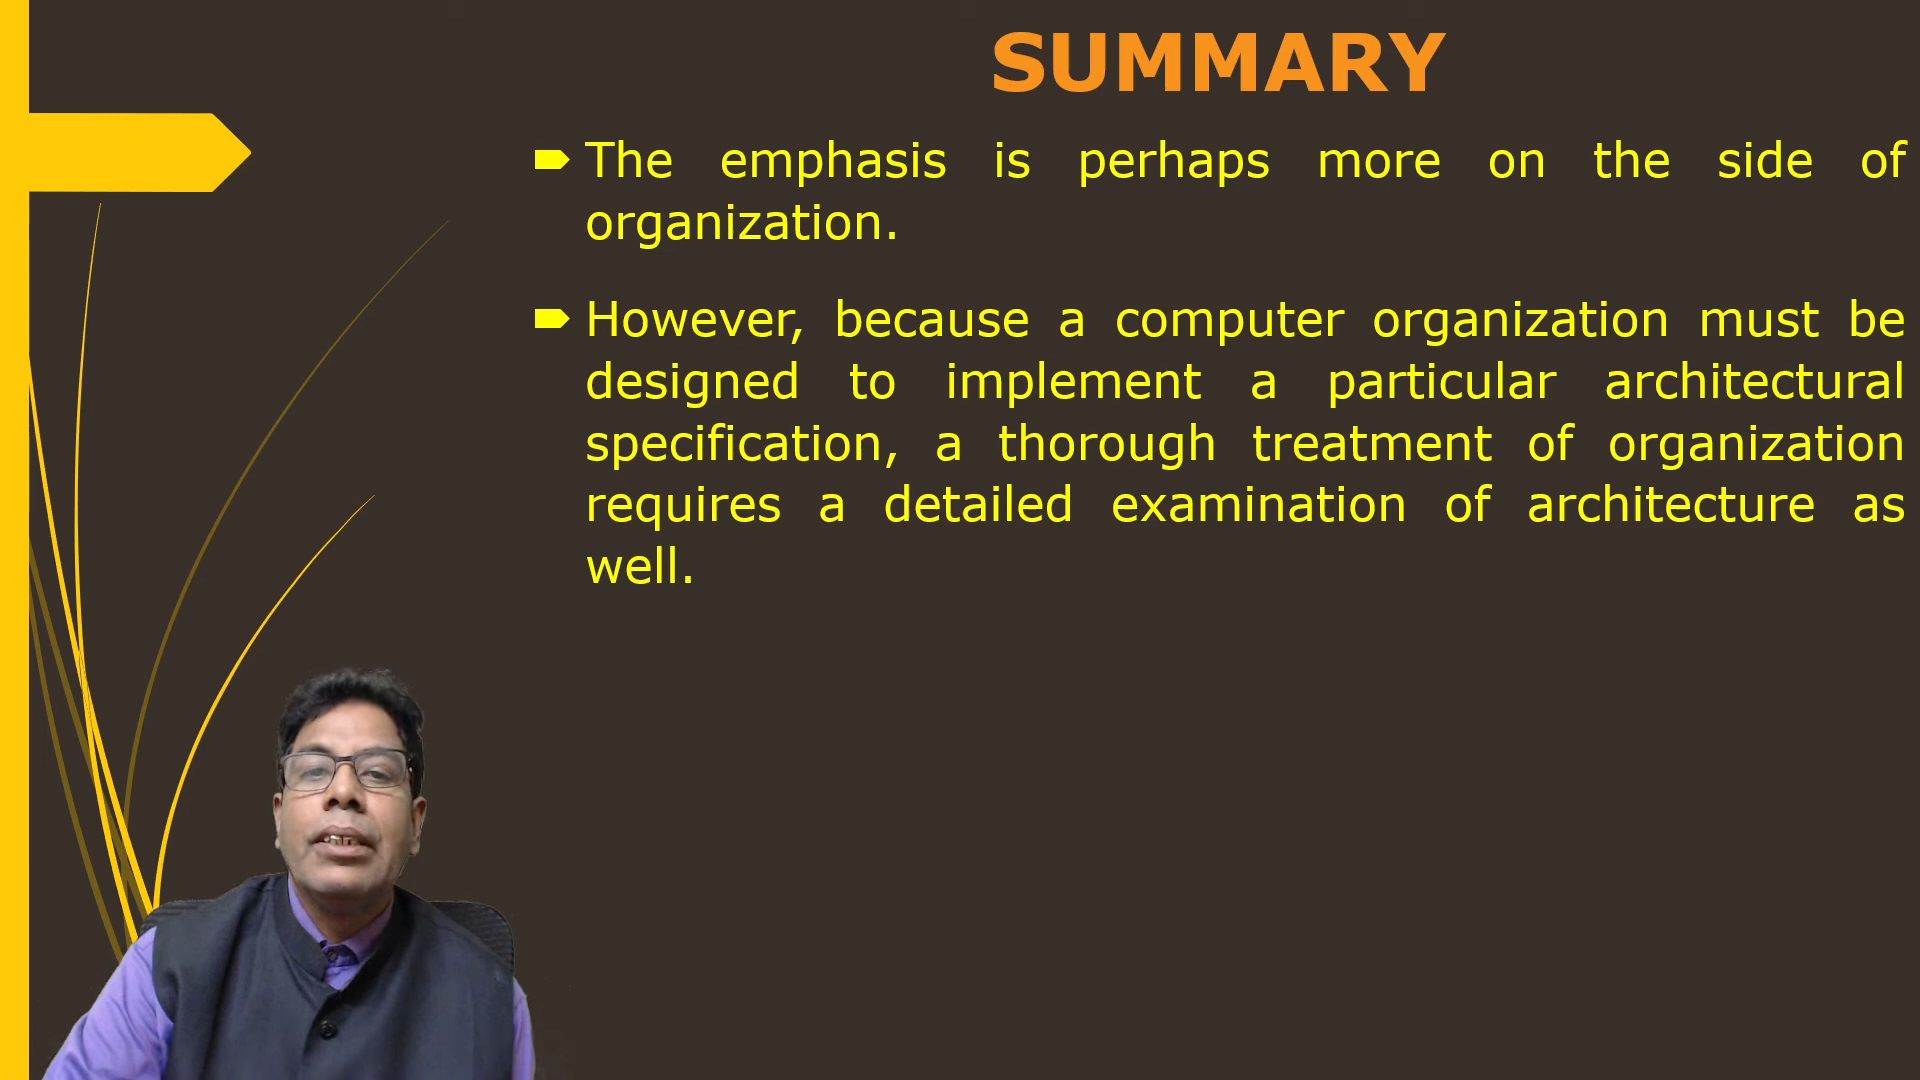 SUMMARY
The emphasis is perhaps more on the side of
organization.
However, because a computer organization must be
designed to implement a particular architectural
specification, a thorough treatment of organization
requires a detailed examination of architecture as
well.